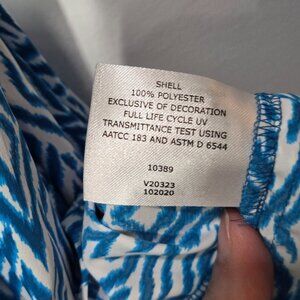 SHELL
100% POLYESTER
EXCLUSIVE OF DECORATION
FULL LIFE CYCLE UV
TRANSMITTANCE TEST USING
AATCC 183 AND ASTM D 6544
10389
V20323
102020